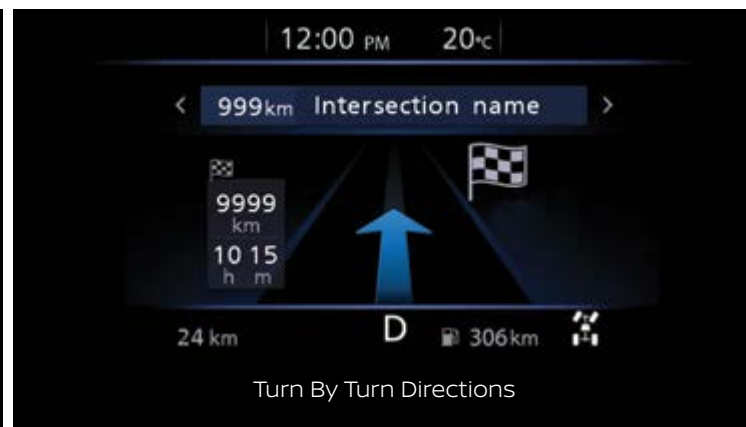 12:00 PM 20°C
< 999km Intersection name >
9999
km
10 15
h m
24 km D 306km
Turn By Turn Directions